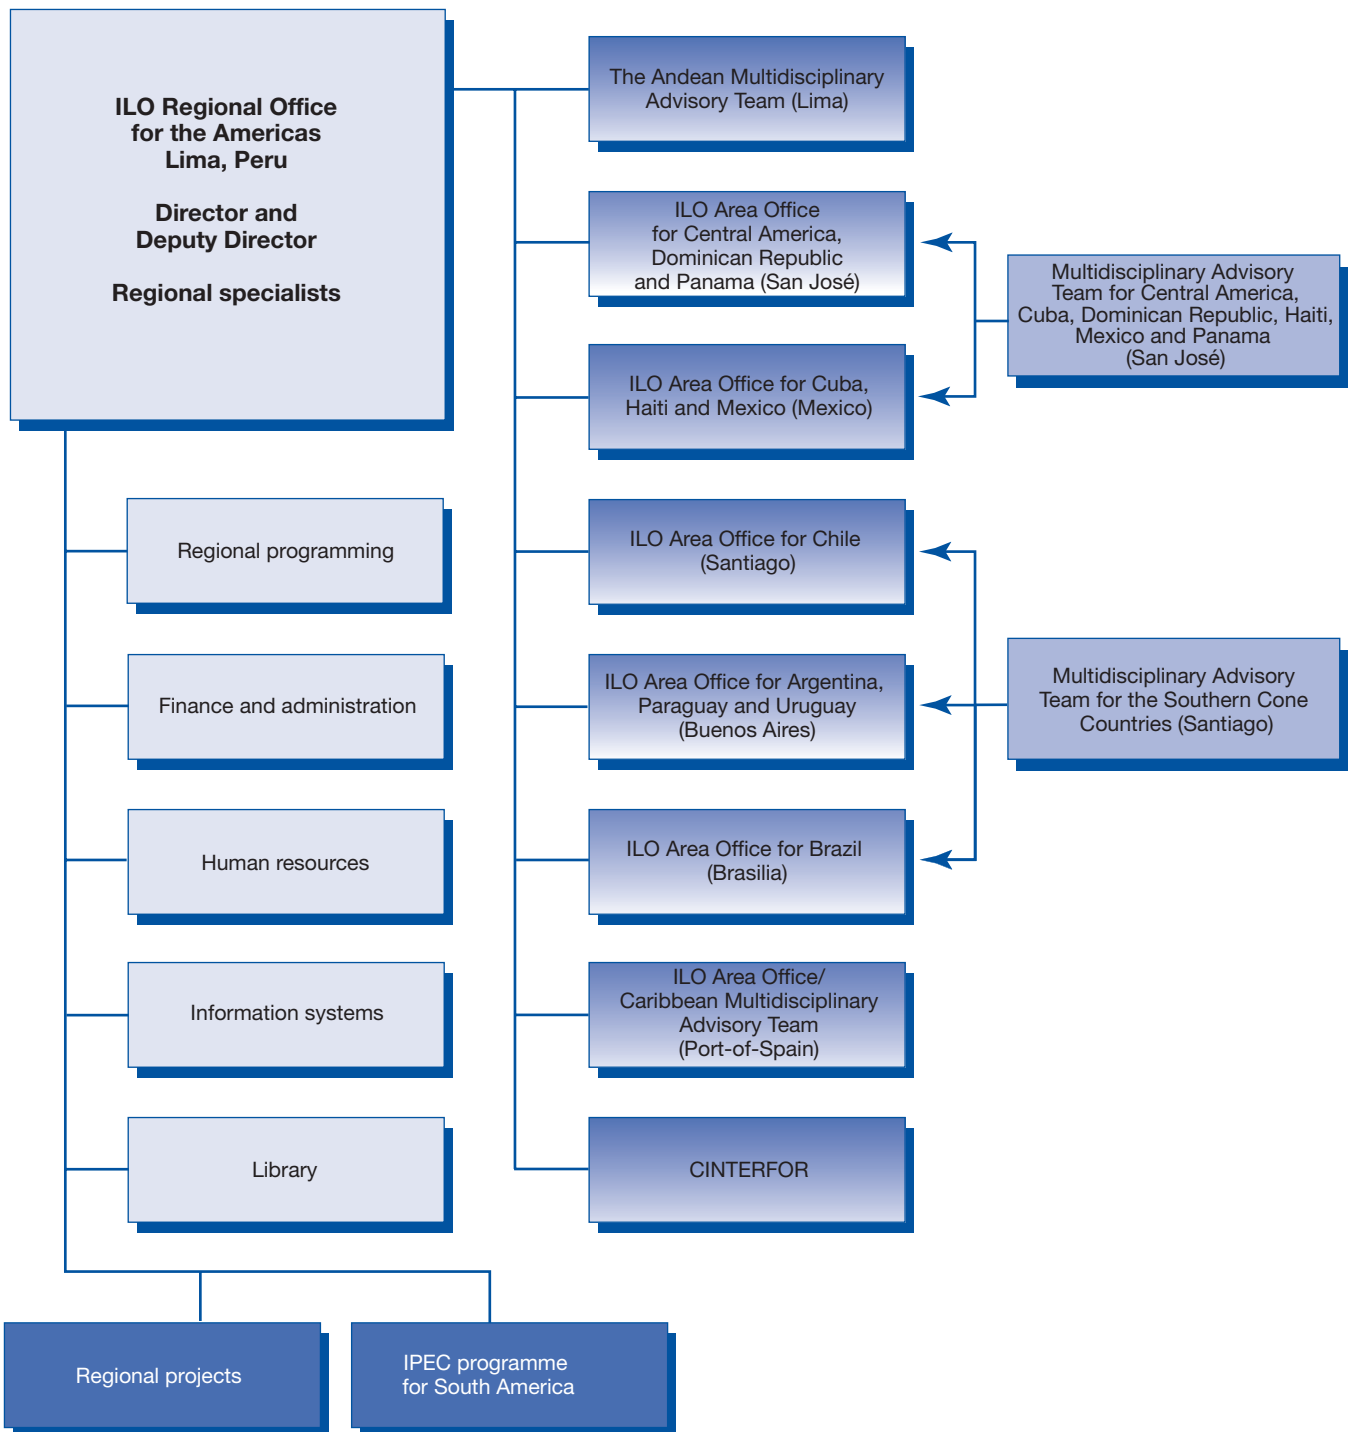 ILO Regional Office
for the Americas
Lima, Peru
Director and
Deputy Director
Regional specialists
Regional programming
Finance and administration
Human resources
Information systems
Library
Regional projects
IPEC programme
for South America
The Andean Multidisciplinary
Advisory Team (Lima)
ILO Area Office
for Central America,
Dominican Republic
and Panama (San José)
ILO Area Office for Cuba,
Haiti and Mexico (Mexico)
ILO Area Office for Chile
(Santiago)
ILO Area Office for Argentina,
Paraguay and Uruguay
(Buenos Aires)
ILO Area Office for Brazil
(Brasilia)
ILO Area Office/
Caribbean Multidisciplinary
Advisory Team
(Port-of-Spain)
CINTERFOR
Multidisciplinary Advisory
Team for Central America,
Cuba, Dominican Republic, Haiti,
Mexico and Panama
(San José)
Multidisciplinary Advisory
Team for the Southern Cone
Countries (Santiago)